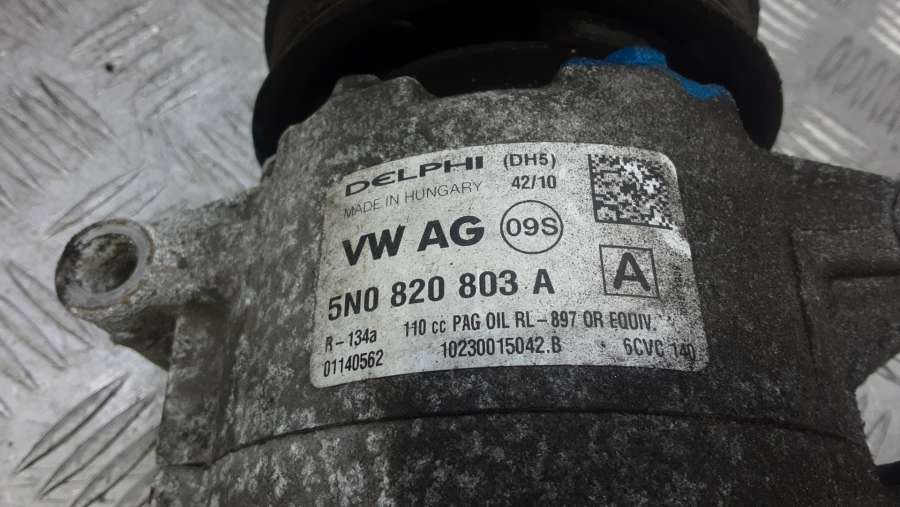 DELPHI (DH5)
MADE IN HUNGARY 42/10
VW AG 09S
5N0 820 803 A A
R-134a 110 cc PAG OIL RL-897 OR EQUIV.
01140562 10230015042.B 6CVC 140